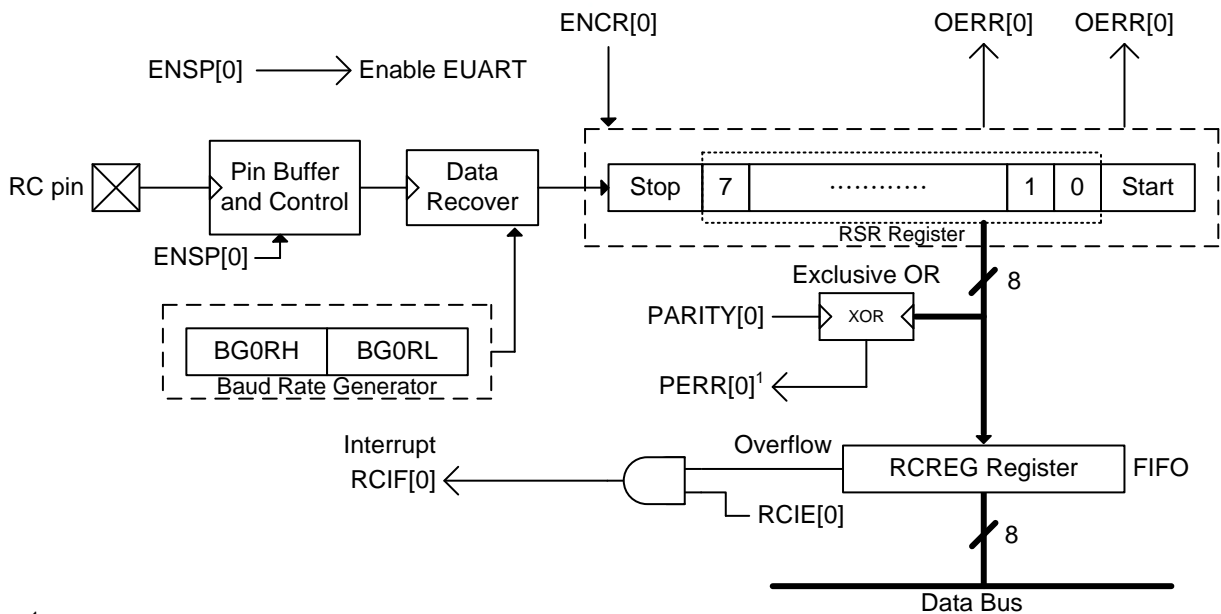 ENCR[0]
OERR[0]
OERR[0]
ENSP[0]
Enable EUART
RC pin
Pin Buffer
and Control
Data
Recover
Stop
7
............
1
0
Start
RSR Register
ENSP[0]
Exclusive OR
8
PARITY[0]
XOR
BG0RH
BG0RL
Baud Rate Generator
PERR[0]¹
Interrupt
RCIF[0]
Overflow
RCREG Register
FIFO
RCIE[0]
8
Data Bus